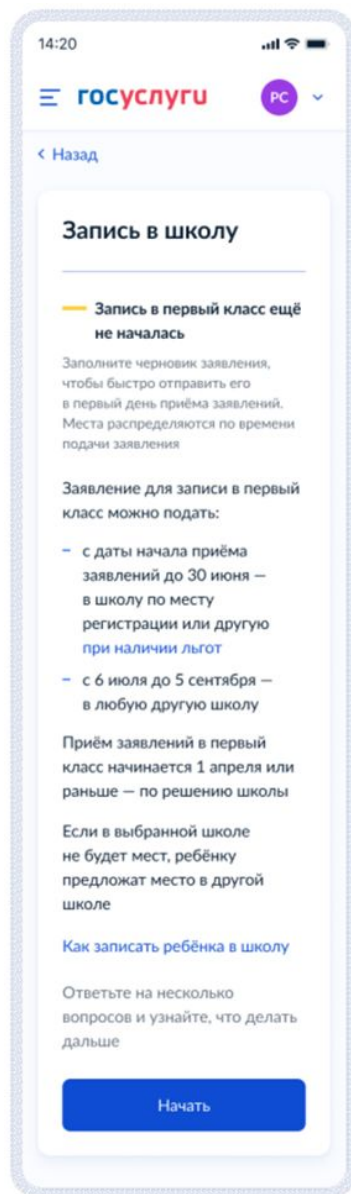 14:20
госуслуги
РС
Назад
Запись в школу
Запись в первый класс ещё
не началась
Заполните черновик заявления,
чтобы быстро отправить его
в первый день приёма заявлений.
Места распределяются по времени
подачи заявления
Заявление для записи в первый
класс можно подать:
– с даты начала приёма
заявлений до 30 июня —
в школу по месту
регистрации или другую
при наличии льгот
– с 6 июля до 5 сентября —
в любую другую школу
Приём заявлений в первый
класс начинается 1 апреля или
раньше — по решению школы
Если в выбранной школе
не будет мест, ребёнку
предложат место в другой
школе
Как записать ребёнка в школу
Ответьте на несколько
вопросов и узнайте, что делать
дальше
Начать